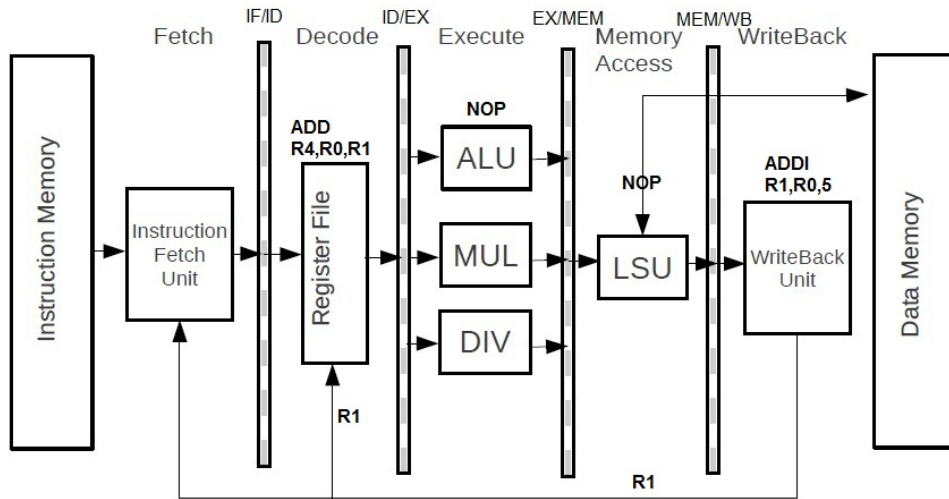 IF/ID
ID/EX
EX/MEM
MEM/WB
Fetch
Decode
Execute
Memory
Access
WriteBack
Instruction Memory
Instruction
Fetch
Unit
ADD
R4,R0,R1
Register File
NOP
ALU
MUL
DIV
NOP
LSU
ADDI
R1,R0,5
WriteBack
Unit
Data Memory
R1
R1